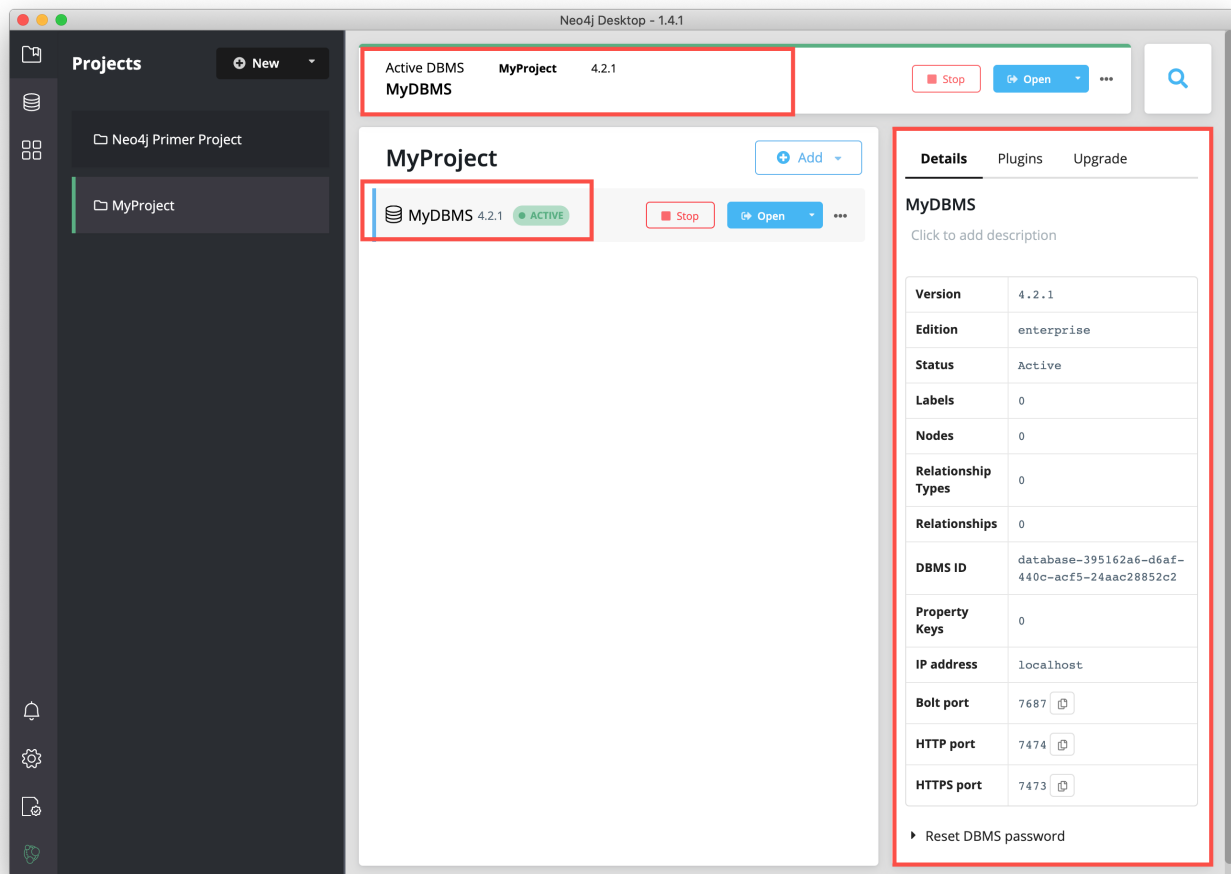 Neo4j Desktop - 1.4.1
Projects
New
Neo4j Primer Project
MyProject
Active DBMS MyProject 4.2.1
MyDBMS
Stop
Open
MyProject
Add
MyDBMS 4.2.1 ACTIVE
Stop
Open
Details Plugins Upgrade
MyDBMS
Click to add description
Version 4.2.1
Edition enterprise
Status Active
Labels 0
Nodes 0
Relationship
Types 0
Relationships 0
DBMS ID database-395162a6-d6af-
440c-acf5-24aac28852c2
Property
Keys 0
IP address localhost
Bolt port 7687
HTTP port 7474
HTTPS port 7473
Reset DBMS password